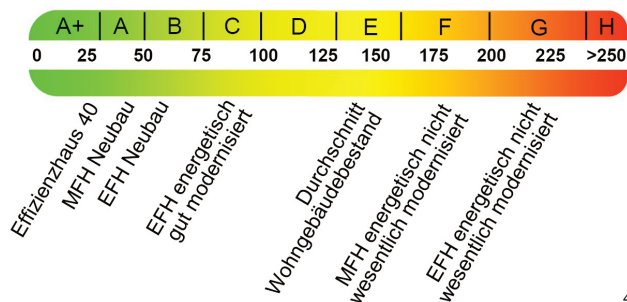 A+ A B C D E F G H
0 25 50 75 100 125 150 175 200 225 >250
Effizienzhaus 40
MFH Neubau
EFH Neubau
EFH energetisch
gut modernisiert
Durchschnitt
Wohngebäudebestand
MFH energetisch nicht
wesentlich modernisiert
EFH energetisch nicht
wesentlich modernisiert